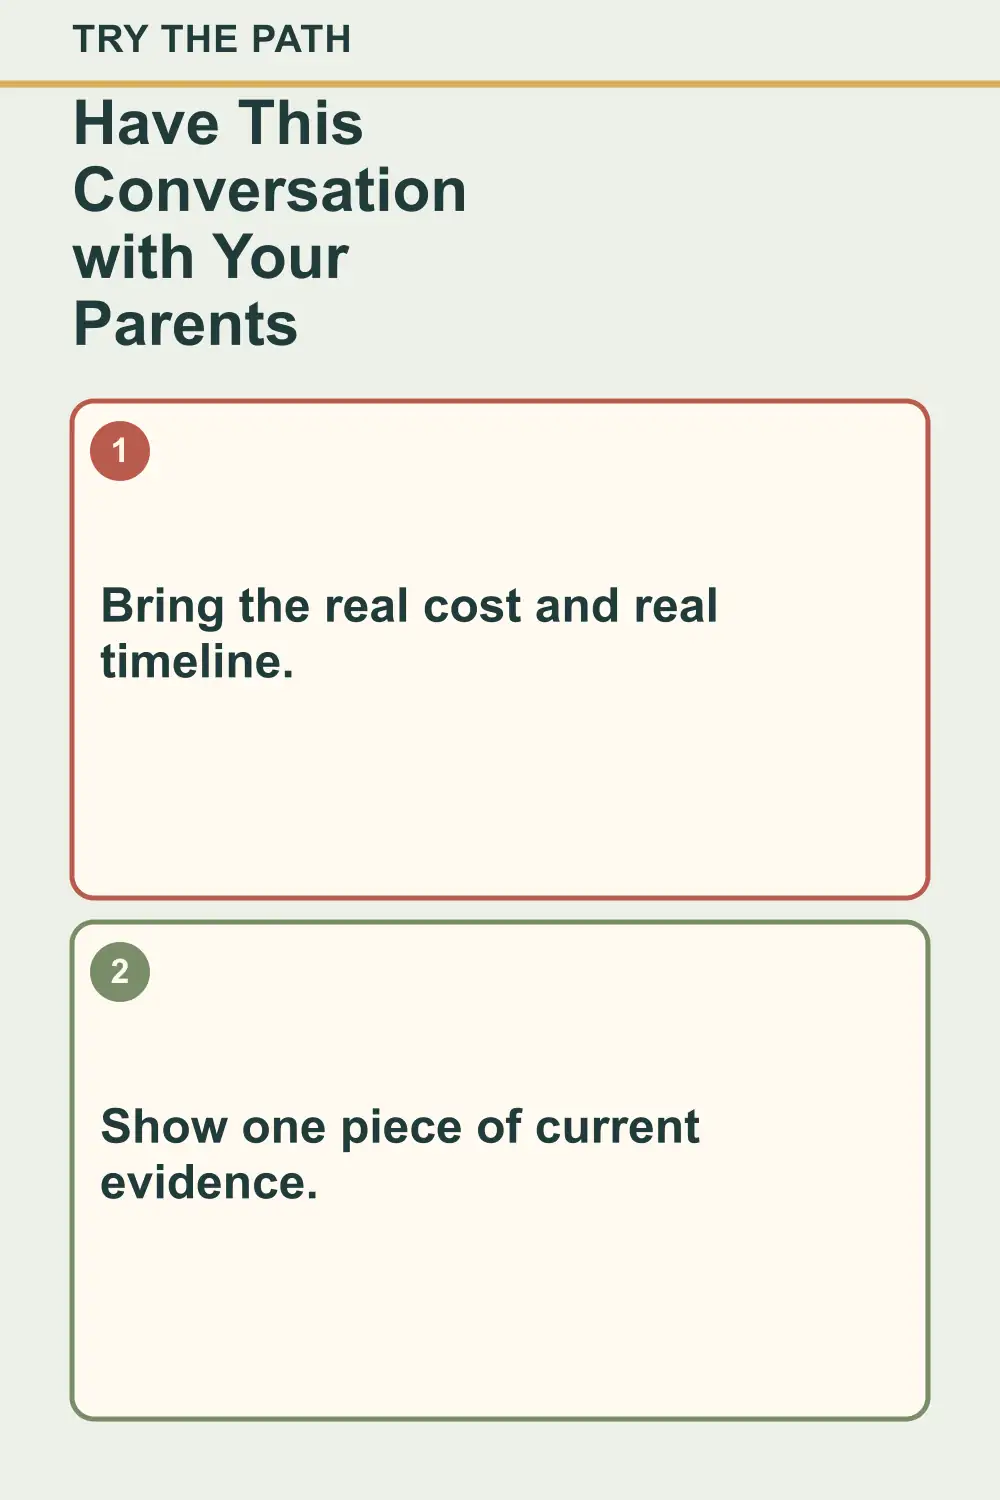 TRY THE PATH
Have This
Conversation
with Your
Parents
1
Bring the real cost and real
timeline.
2
Show one piece of current
evidence.